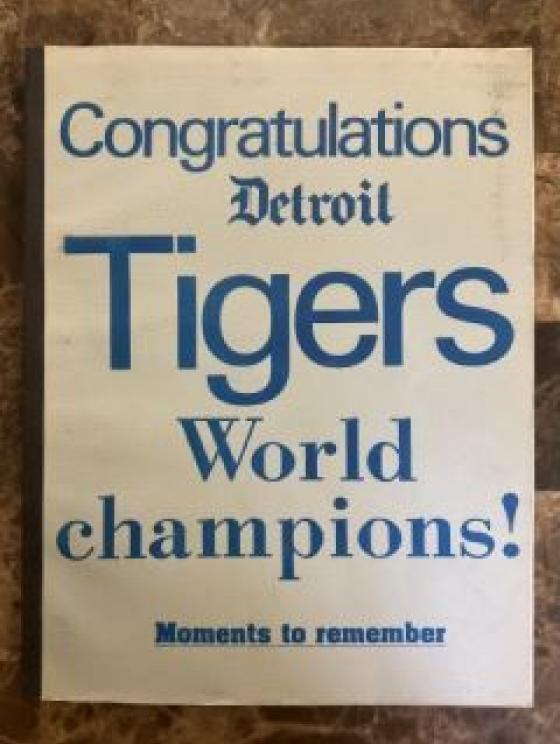 Congratulations
Detroit
Tigers
World
champions!
Moments to remember